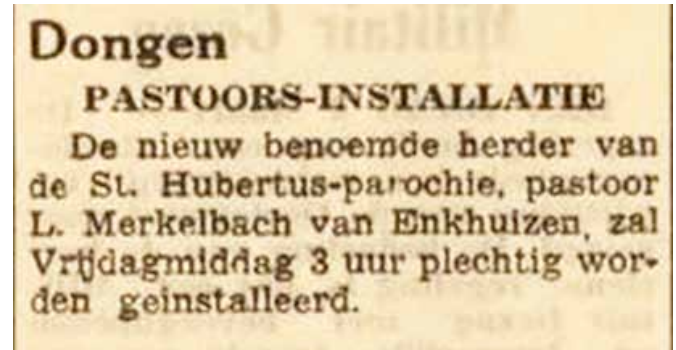 Dongen
PASTOORS-INSTALLATIE
De nieuw benoemde herder van
de St. Hubertus-parochie, pastoor
L. Merkelbach van Enkhuizen, zal
Vrijdagmiddag 3 uur plechtig wor-
den geinstalleerd.